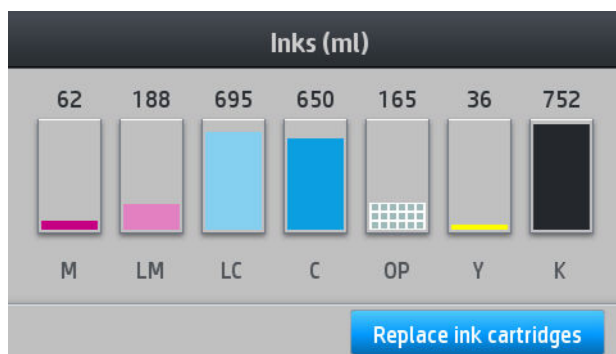 Inks (ml)
62 188 695 650 165 36 752
M LM LC C OP Y K
Replace ink cartridges